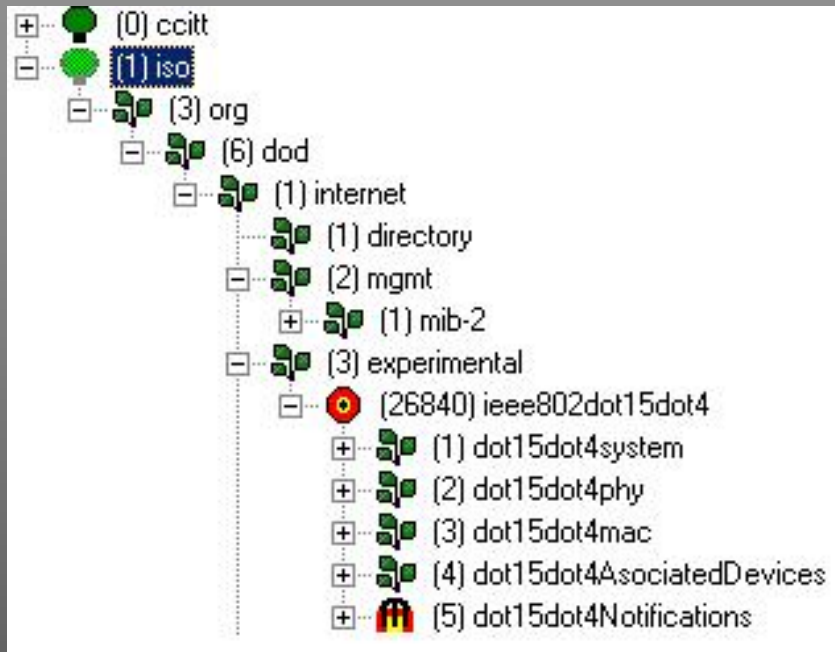 (0) ccitt
(1) iso
(3) org
(6) dod
(1) internet
(1) directory
(2) mgmt
(1) mib-2
(3) experimental
(26840) ieee802dot15dot4
(1) dot15dot4system
(2) dot15dot4phy
(3) dot15dot4mac
(4) dot15dot4AsociatedDevices
(5) dot15dot4Notifications